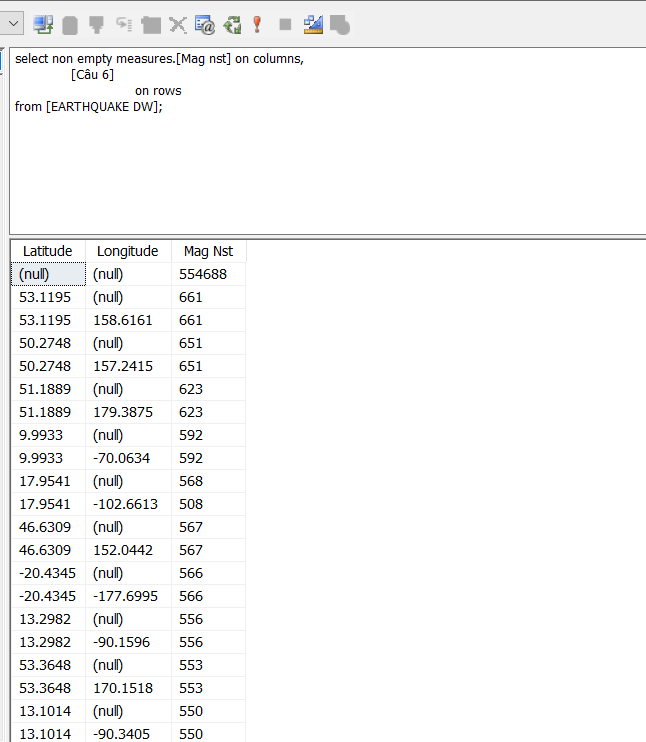 select non empty measures.[Mag nst] on columns,
[Câu 6]
on rows
from [EARTHQUAKE DW];
Latitude Longitude Mag Nst
(null) (null) 554688
53.1195 (null) 661
53.1195 158.6161 661
50.2748 (null) 651
50.2748 157.2415 651
51.1889 (null) 623
51.1889 179.3875 623
9.9933 (null) 592
9.9933 -70.0634 592
17.9541 (null) 568
17.9541 -102.6613 508
46.6309 (null) 567
46.6309 152.0442 567
-20.4345 (null) 566
-20.4345 -177.6995 566
13.2982 (null) 556
13.2982 -90.1596 556
53.3648 (null) 553
53.3648 170.1518 553
13.1014 (null) 550
13.1014 -90.3405 550